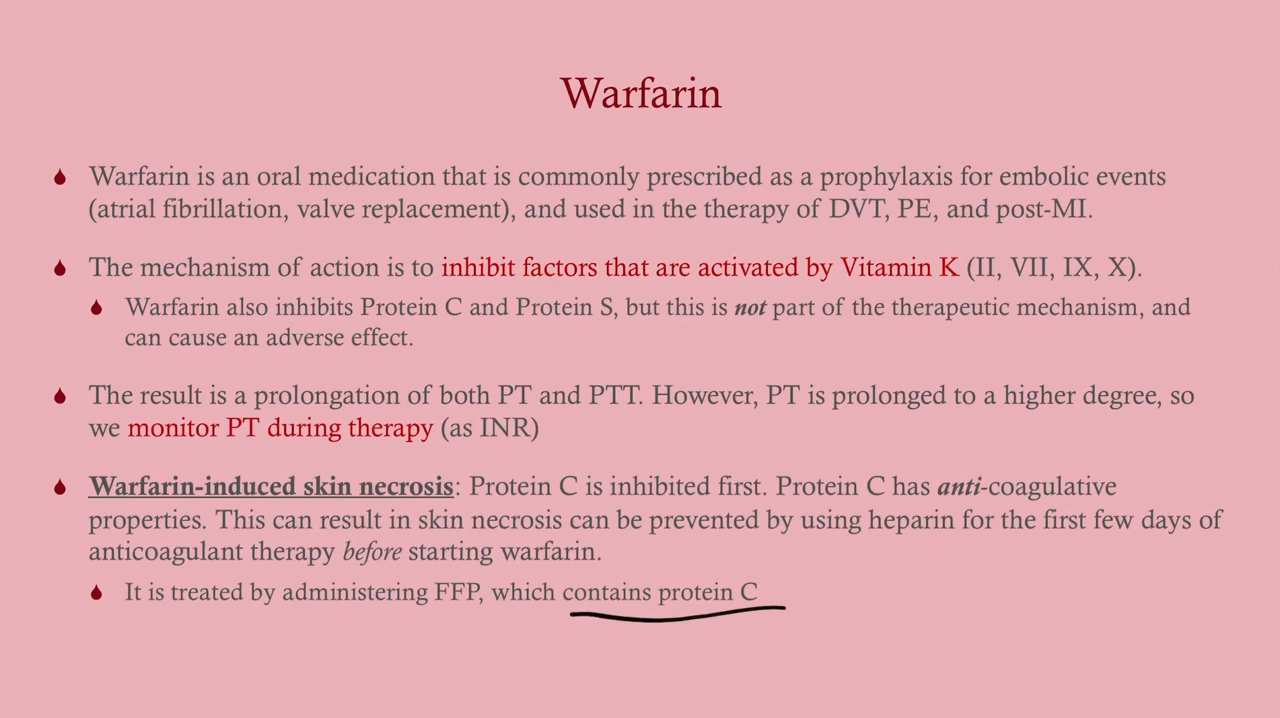 Warfarin
Warfarin is an oral medication that is commonly prescribed as a prophylaxis for embolic events
(atrial fibrillation, valve replacement), and used in the therapy of DVT, PE, and post-MI.
The mechanism of action is to inhibit factors that are activated by Vitamin K (II, VII, IX, X).
Warfarin also inhibits Protein C and Protein S, but this is not part of the therapeutic mechanism, and
can cause an adverse effect.
The result is a prolongation of both PT and PTT. However, PT is prolonged to a higher degree, so
we monitor PT during therapy (as INR)
Warfarin-induced skin necrosis: Protein C is inhibited first. Protein C has anti-coagulative
properties. This can result in skin necrosis can be prevented by using heparin for the first few days of
anticoagulant therapy before starting warfarin.
It is treated by administering FFP, which contains protein C